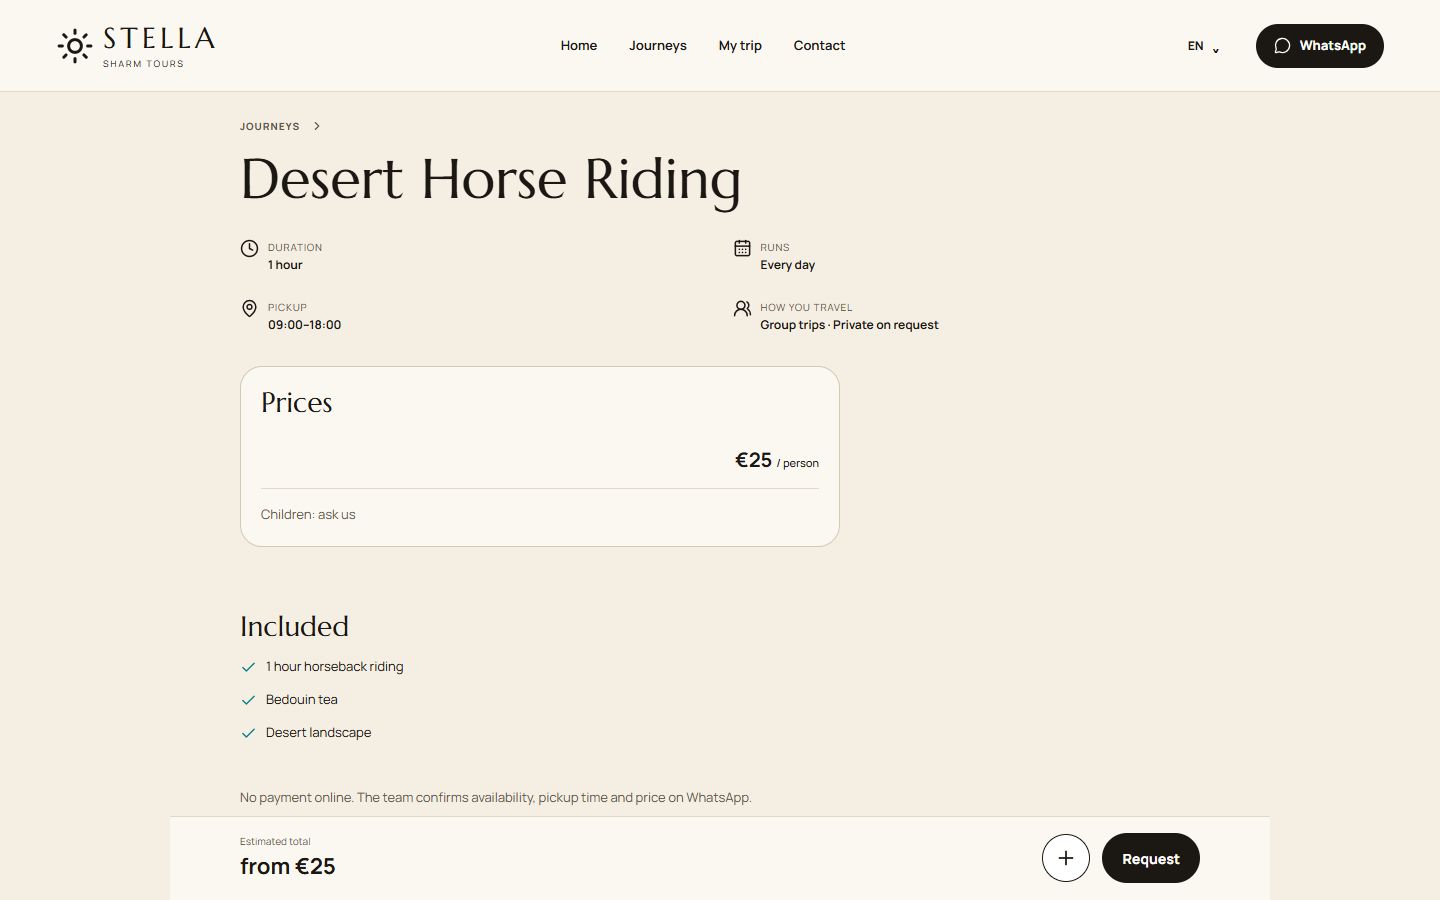 STELLA
SHARM TOURS
Home Journeys My trip Contact
EN
WhatsApp
JOURNEYS
Desert Horse Riding
DURATION
1 hour
RUNS
Every day
PICKUP
09:00–18:00
HOW YOU TRAVEL
Group trips · Private on request
Prices
€25 / person
Children: ask us
Included
1 hour horseback riding
Bedouin tea
Desert landscape
No payment online. The team confirms availability, pickup time and price on WhatsApp.
Estimated total
from €25
Request